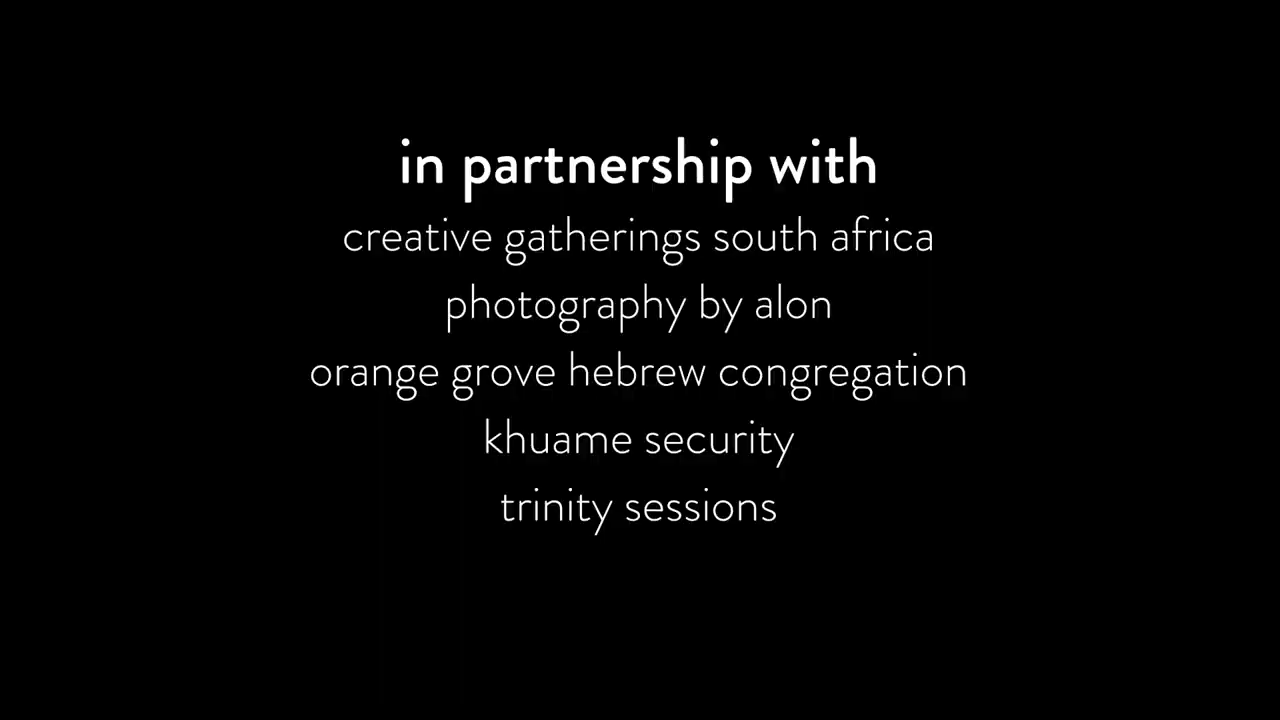 in partnership with
creative gatherings south africa
photography by alon
orange grove hebrew congregation
khuame security
trinity sessions